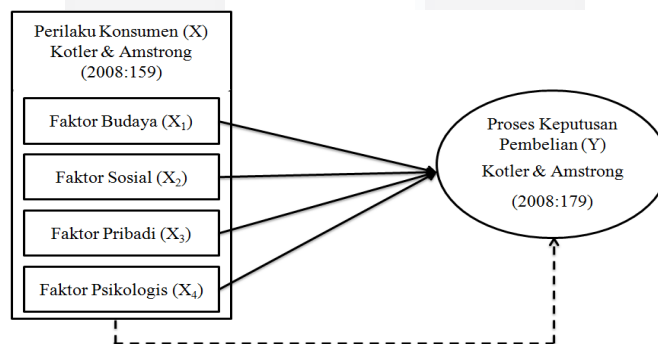 Perilaku Konsumen (X)
Kotler & Amstrong
(2008:159)
Faktor Budaya (X₁)
Faktor Sosial (X₂)
Faktor Pribadi (X₃)
Faktor Psikologis (X₄)
Proses Keputusan
Pembelian (Y)
Kotler & Amstrong
(2008:179)